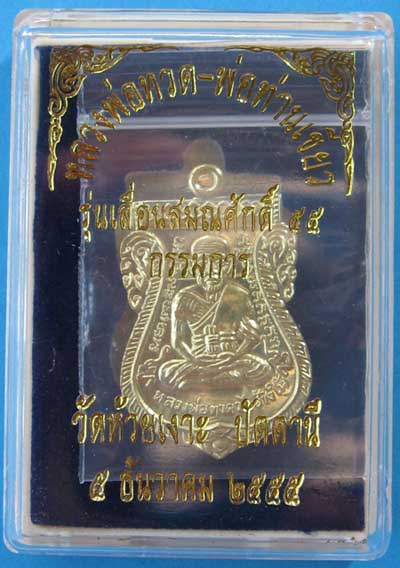 หลวงพ่อทวด-พ่อท่านเขียว
รุ่นเลื่อนสมณศักดิ์ ๕๕
กรรมการ
วัดห้วยเงาะ ปัตตานี
๕ ธันวาคม ๒๕๕๕